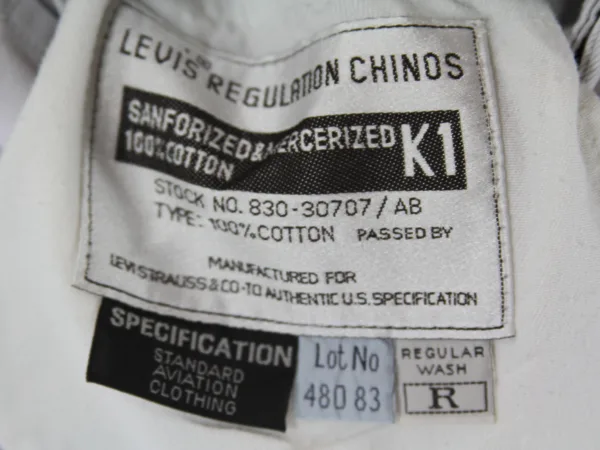 LEVI'S® REGULATION CHINOS
SANFORIZED & MERCERIZED
100% COTTON
K1
STOCK NO. 830-30707/AB
TYPE: 100% COTTON PASSED BY
MANUFACTURED FOR
LEVI STRAUSS & CO-TO AUTHENTIC U.S. SPECIFICATION
SPECIFICATION
STANDARD
AVIATION
CLOTHING
Lot No
480 83
REGULAR
WASH
R